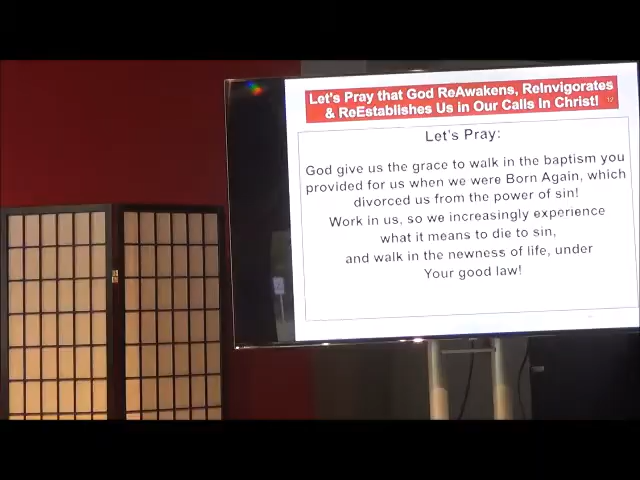 Let's Pray that God ReAwakens, ReInvigorates
& ReEstablishes Us in Our Calls In Christ! 12
Let's Pray:
God give us the grace to walk in the baptism you
provided for us when we were Born Again, which
divorced us from the power of sin!
Work in us, so we increasingly experience
what it means to die to sin,
and walk in the newness of life, under
Your good law!